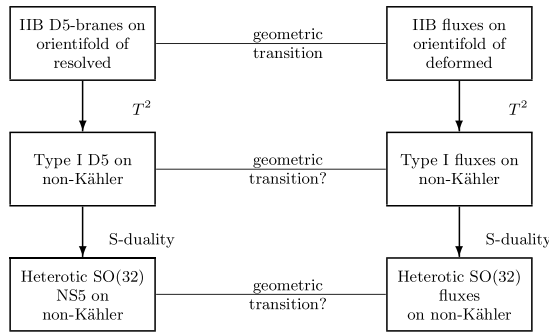 IIB D5-branes on
orientifold of
resolved
geometric
transition
IIB fluxes on
orientifold of
deformed
T²
T²
Type I D5 on
non-Kähler
geometric
transition?
Type I fluxes on
non-Kähler
S-duality
S-duality
Heterotic SO(32)
NS5 on
non-Kähler
geometric
transition?
Heterotic SO(32)
fluxes
on non-Kähler